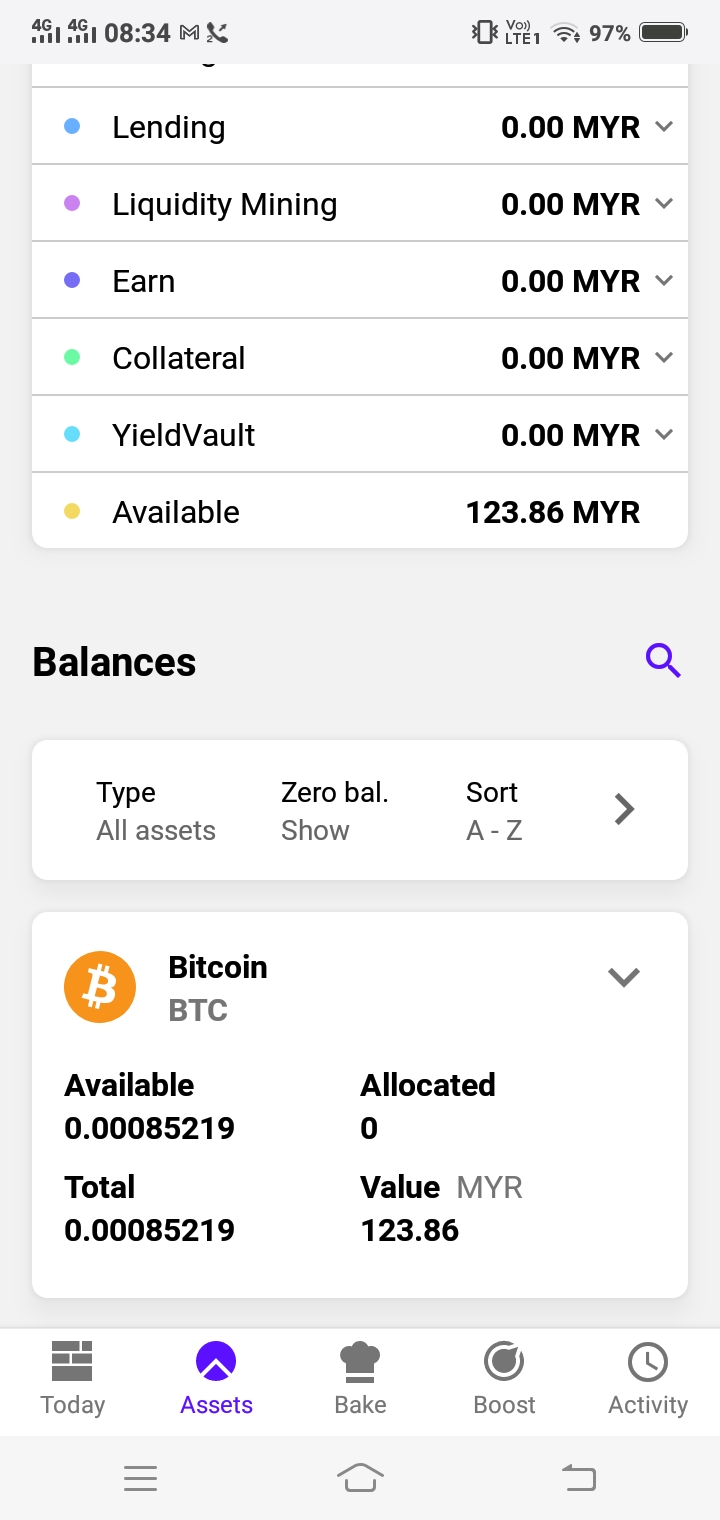 4G 4G 08:34 2 Vo)) LTE1 97%
Lending 0.00 MYR
Liquidity Mining 0.00 MYR
Earn 0.00 MYR
Collateral 0.00 MYR
YieldVault 0.00 MYR
Available 123.86 MYR
Balances
Type Zero bal. Sort
All assets Show A - Z
Bitcoin
BTC
Available Allocated
0.00085219 0
Total Value MYR
0.00085219 123.86
Today Assets Bake Boost Activity